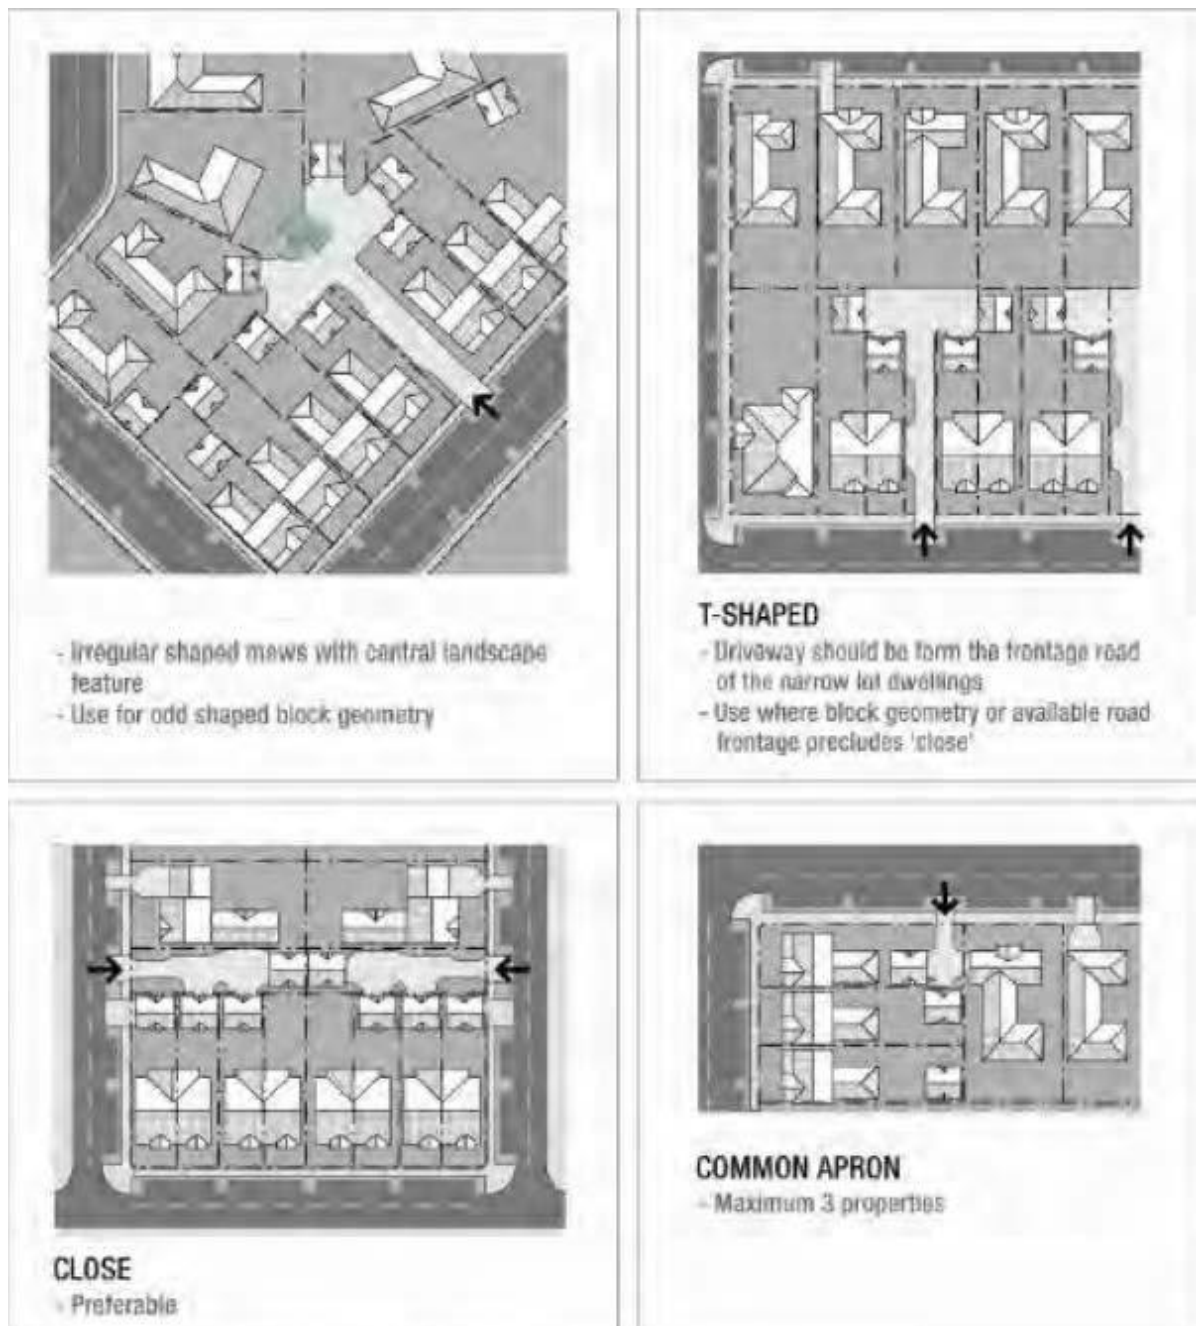 - Irregular shaped mews with central landscape
feature
- Use for odd shaped block geometry
T-SHAPED
- Driveway should be form the frontage road
of the narrow lot dwellings
- Use where block geometry or available road
frontage precludes 'close'
CLOSE
- Preferable
COMMON APRON
- Maximum 3 properties